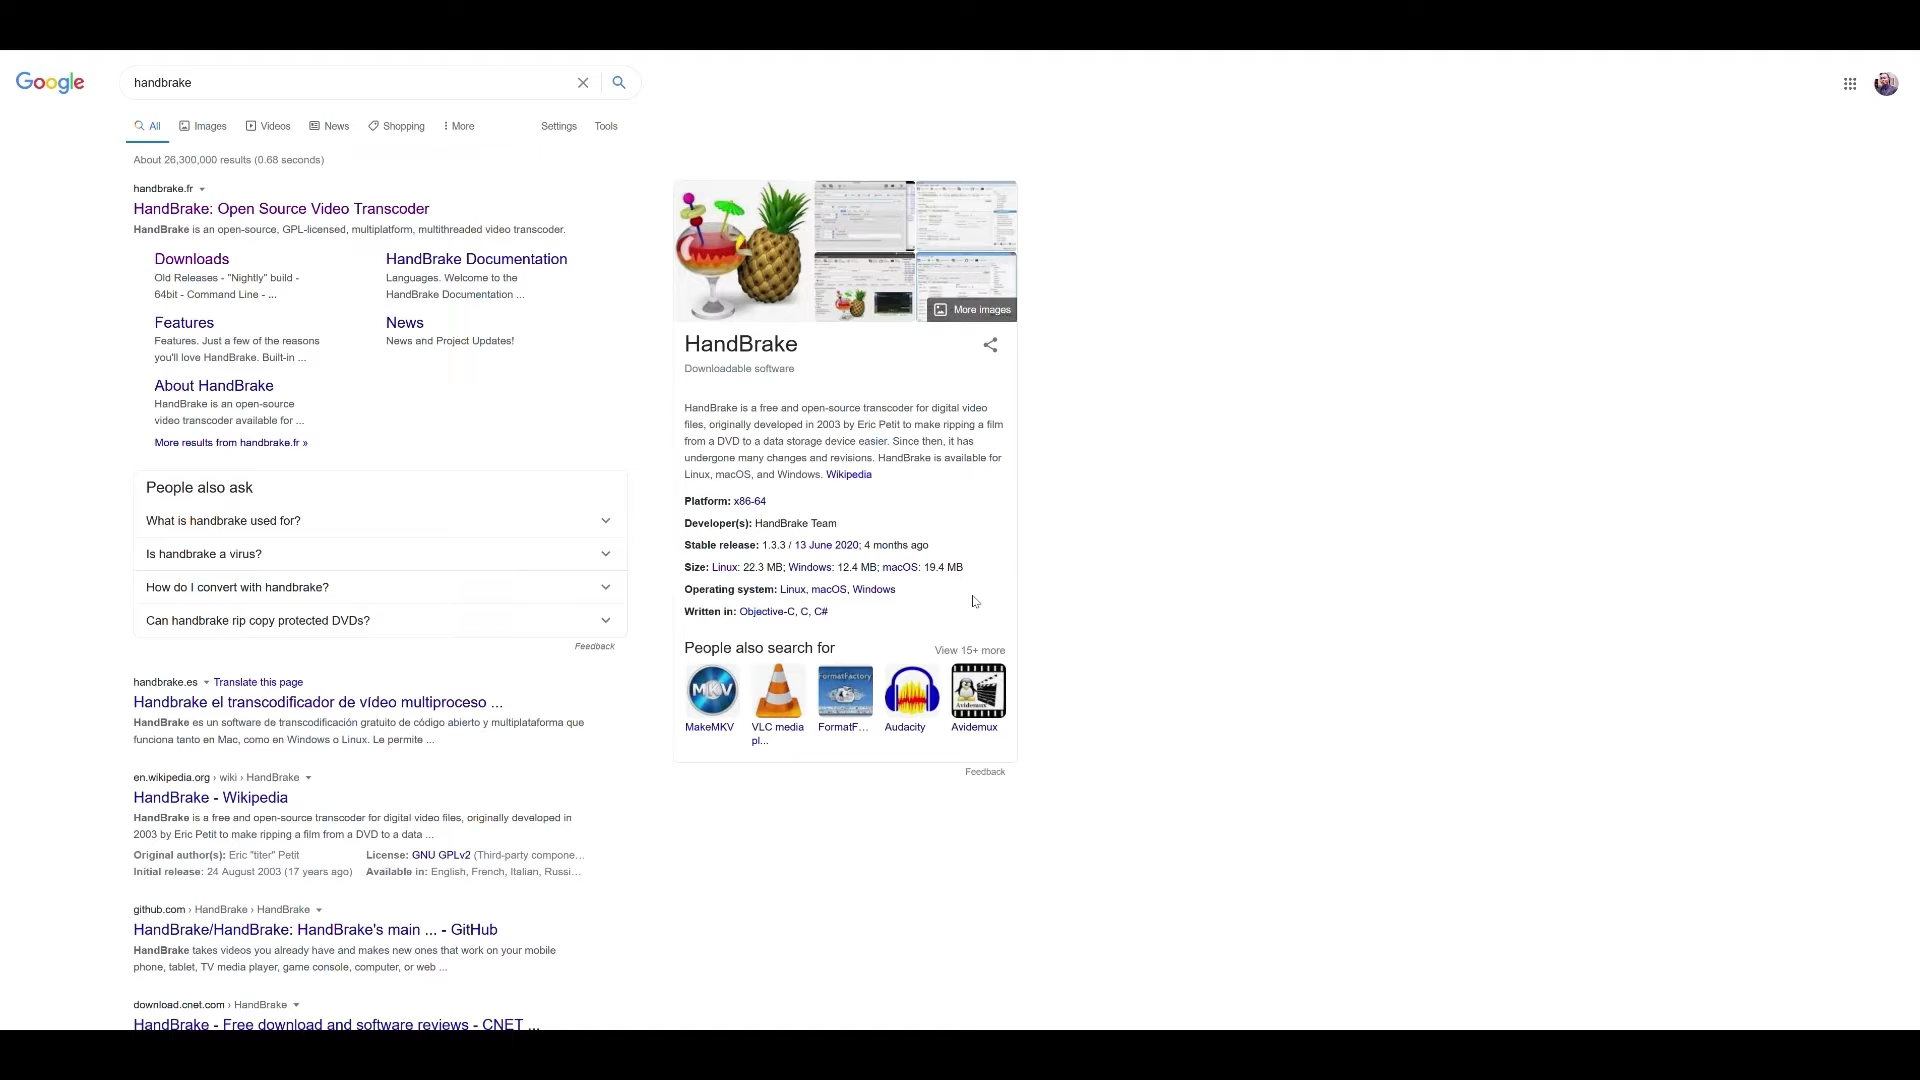 Google
handbrake
All Images Videos News Shopping More Settings Tools
About 26,300,000 results (0.68 seconds)
handbrake.fr
HandBrake: Open Source Video Transcoder
HandBrake is an open-source, GPL-licensed, multiplatform, multithreaded video transcoder.
Downloads
Old Releases - "Nightly" build -
64bit - Command Line - ...
HandBrake Documentation
Languages. Welcome to the
HandBrake Documentation ...
Features
Features. Just a few of the reasons
you'll love HandBrake. Built-in ...
News
News and Project Updates!
About HandBrake
HandBrake is an open-source
video transcoder available for ...
More results from handbrake.fr »
People also ask
What is handbrake used for?
Is handbrake a virus?
How do I convert with handbrake?
Can handbrake rip copy protected DVDs?
Feedback
handbrake.es Translate this page
Handbrake el transcodificador de vídeo multiproceso ...
HandBrake es un software de transcodificación gratuito de código abierto y multiplataforma que
funciona tanto en Mac, como en Windows o Linux. Le permite ...
en.wikipedia.org › wiki › HandBrake
HandBrake - Wikipedia
HandBrake is a free and open-source transcoder for digital video files, originally developed in
2003 by Eric Petit to make ripping a film from a DVD to a data ...
Original author(s): Eric "titer" Petit License: GNU GPLv2 (Third-party compone...
Initial release: 24 August 2003 (17 years ago) Available in: English, French, Italian, Russi...
github.com › HandBrake › HandBrake
HandBrake/HandBrake: HandBrake's main ... - GitHub
HandBrake takes videos you already have and makes new ones that work on your mobile
phone, tablet, TV media player, game console, computer, or web ...
download.cnet.com › HandBrake
HandBrake - Free download and software reviews - CNET ...
More images
HandBrake
Downloadable software
HandBrake is a free and open-source transcoder for digital video
files, originally developed in 2003 by Eric Petit to make ripping a film
from a DVD to a data storage device easier. Since then, it has
undergone many changes and revisions. HandBrake is available for
Linux, macOS, and Windows. Wikipedia
Platform: x86-64
Developer(s): HandBrake Team
Stable release: 1.3.3 / 13 June 2020; 4 months ago
Size: Linux: 22.3 MB; Windows: 12.4 MB; macOS: 19.4 MB
Operating system: Linux, macOS, Windows
Written in: Objective-C, C, C#
People also search for View 15+ more
MKV
FormatFactory
Avidemux
MakeMKV
VLC media
pl...
FormatF...
Audacity
Avidemux
Feedback